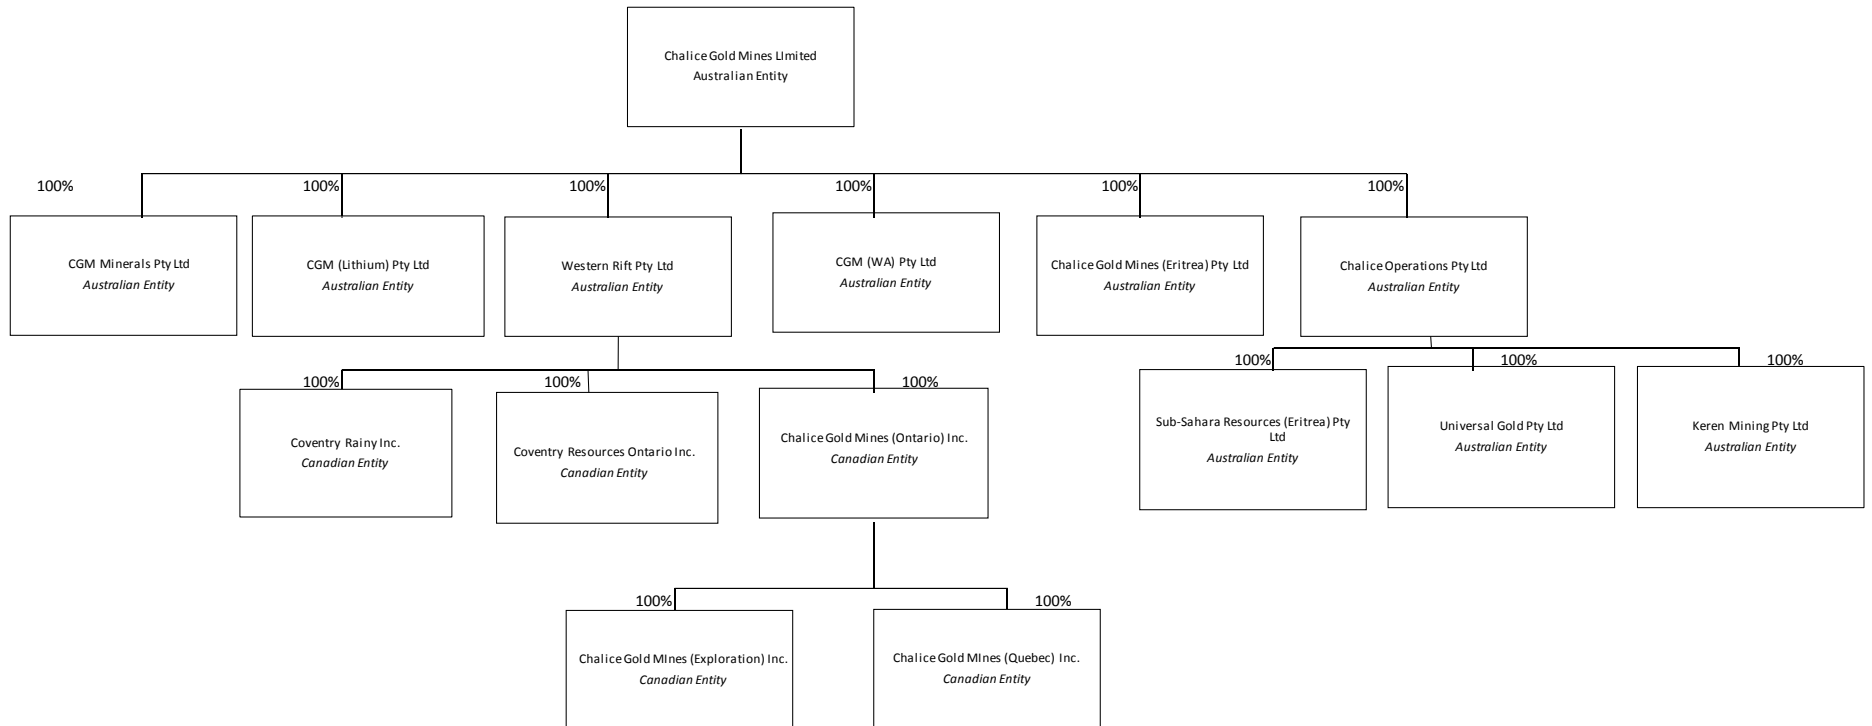 Chalice Gold Mines LImited
Australian Entity
100%
100%
100%
100%
100%
100%
CGM Minerals Pty Ltd
Australian Entity
CGM (Lithium) Pty Ltd
Australian Entity
Western Rift Pty Ltd
Australian Entity
CGM (WA) Pty Ltd
Australian Entity
Chalice Gold Mines (Eritrea) Pty Ltd
Australian Entity
Chalice Operations Pty Ltd
Australian Entity
100%
100%
100%
100%
100%
100%
Coventry Rainy Inc.
Canadian Entity
Coventry Resources Ontario Inc.
Canadian Entity
Chalice Gold Mines (Ontario) Inc.
Canadian Entity
Sub-Sahara Resources (Eritrea) Pty
Ltd
Australian Entity
Universal Gold Pty Ltd
Australian Entity
Keren Mining Pty Ltd
Australian Entity
100%
100%
Chalice Gold MInes (Exploration) Inc.
Canadian Entity
Chalice Gold MInes (Quebec) Inc.
Canadian Entity